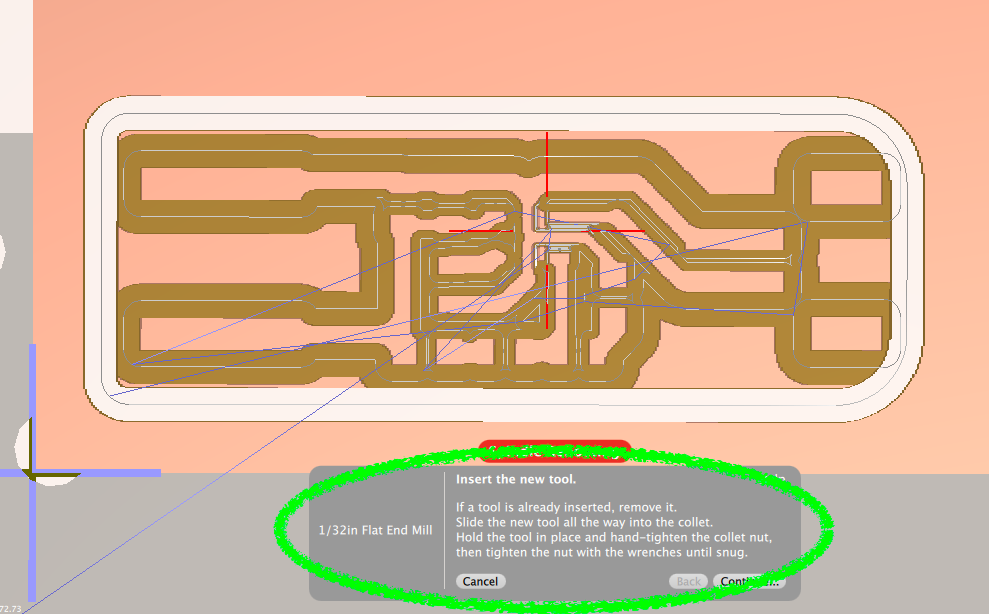 Insert the new tool.
If a tool is already inserted, remove it.
Slide the new tool all the way into the collet.
1/32in Flat End Mill
Hold the tool in place and hand-tighten the collet nut,
then tighten the nut with the wrenches until snug.
Cancel
Back
72.73